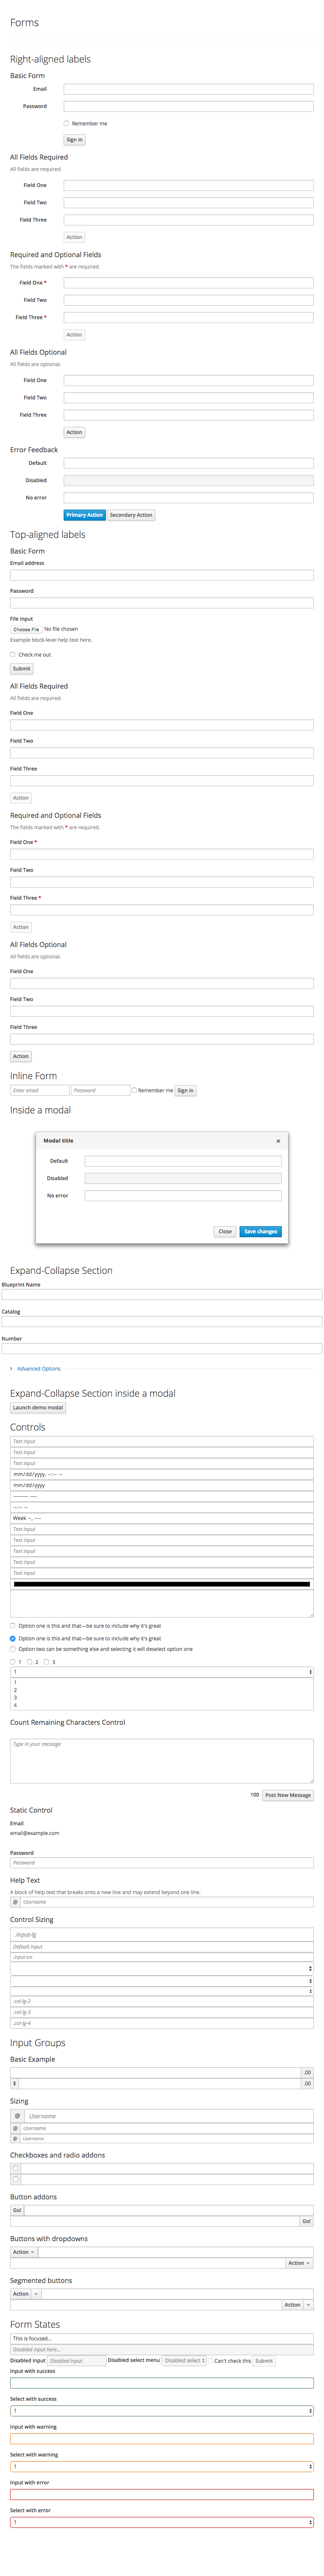 Forms
Right-aligned labels
Basic Form
Email
Password
Remember me
Sign in
All Fields Required
All fields are required.
Field One
Field Two
Field Three
Action
Required and Optional Fields
The fields marked with * are required.
Field One *
Field Two
Field Three *
Action
All Fields Optional
All fields are optional.
Field One
Field Two
Field Three
Action
Error Feedback
Default
Disabled
No error
Primary Action Secondary Action
Top-aligned labels
Basic Form
Email address
Password
File input
Choose File No file chosen
Example block-level help text here.
Check me out
Submit
All Fields Required
All fields are required.
Field One
Field Two
Field Three
Action
Required and Optional Fields
The fields marked with * are required.
Field One *
Field Two
Field Three *
Action
All Fields Optional
All fields are optional.
Field One
Field Two
Field Three
Action
Inline Form
Enter email Password Remember me Sign in
Inside a modal
Modal title ×
Default
Disabled
No error
Close Save changes
Expand-Collapse Section
Blueprint Name
Catalog
Number
Advanced Options
Expand-Collapse Section inside a modal
Launch demo modal
Controls
Text input
Text input
Text input
mm/dd/yyyy, --:-- --
mm/dd/yyyy
--------- ----
--:-- --
Week --, ----
Text input
Text input
Text input
Text input
Text input
Option one is this and that—be sure to include why it's great
Option one is this and that—be sure to include why it's great
Option two can be something else and selecting it will deselect option one
1 2 3
1
1
2
3
4
Count Remaining Characters Control
Type in your message
100 Post New Message
Static Control
Email
email@example.com
Password
Password
Help Text
A block of help text that breaks onto a new line and may extend beyond one line.
@ Username
Control Sizing
.input-lg
Default input
.input-sm
.col-lg-2
.col-lg-3
.col-lg-4
Input Groups
Basic Example
.00
$ .00
Sizing
@ Username
@ Username
@ Username
Checkboxes and radio addons
Button addons
Go!
Go!
Buttons with dropdowns
Action
Action
Segmented buttons
Action
Action
Form States
This is focused...
Disabled input here...
Disabled input Disabled input Disabled select menu Disabled select Can't check this Submit
Input with success
Select with success
1
Input with warning
Select with warning
1
Input with error
Select with error
1